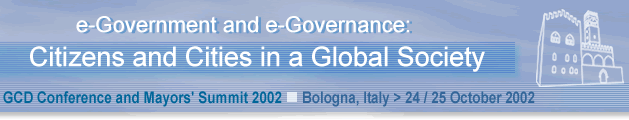 e-Government and e-Governance:
Citizens and Cities in a Global Society
GCD Conference and Mayors' Summit 2002 ■ Bologna, Italy > 24 / 25 October 2002